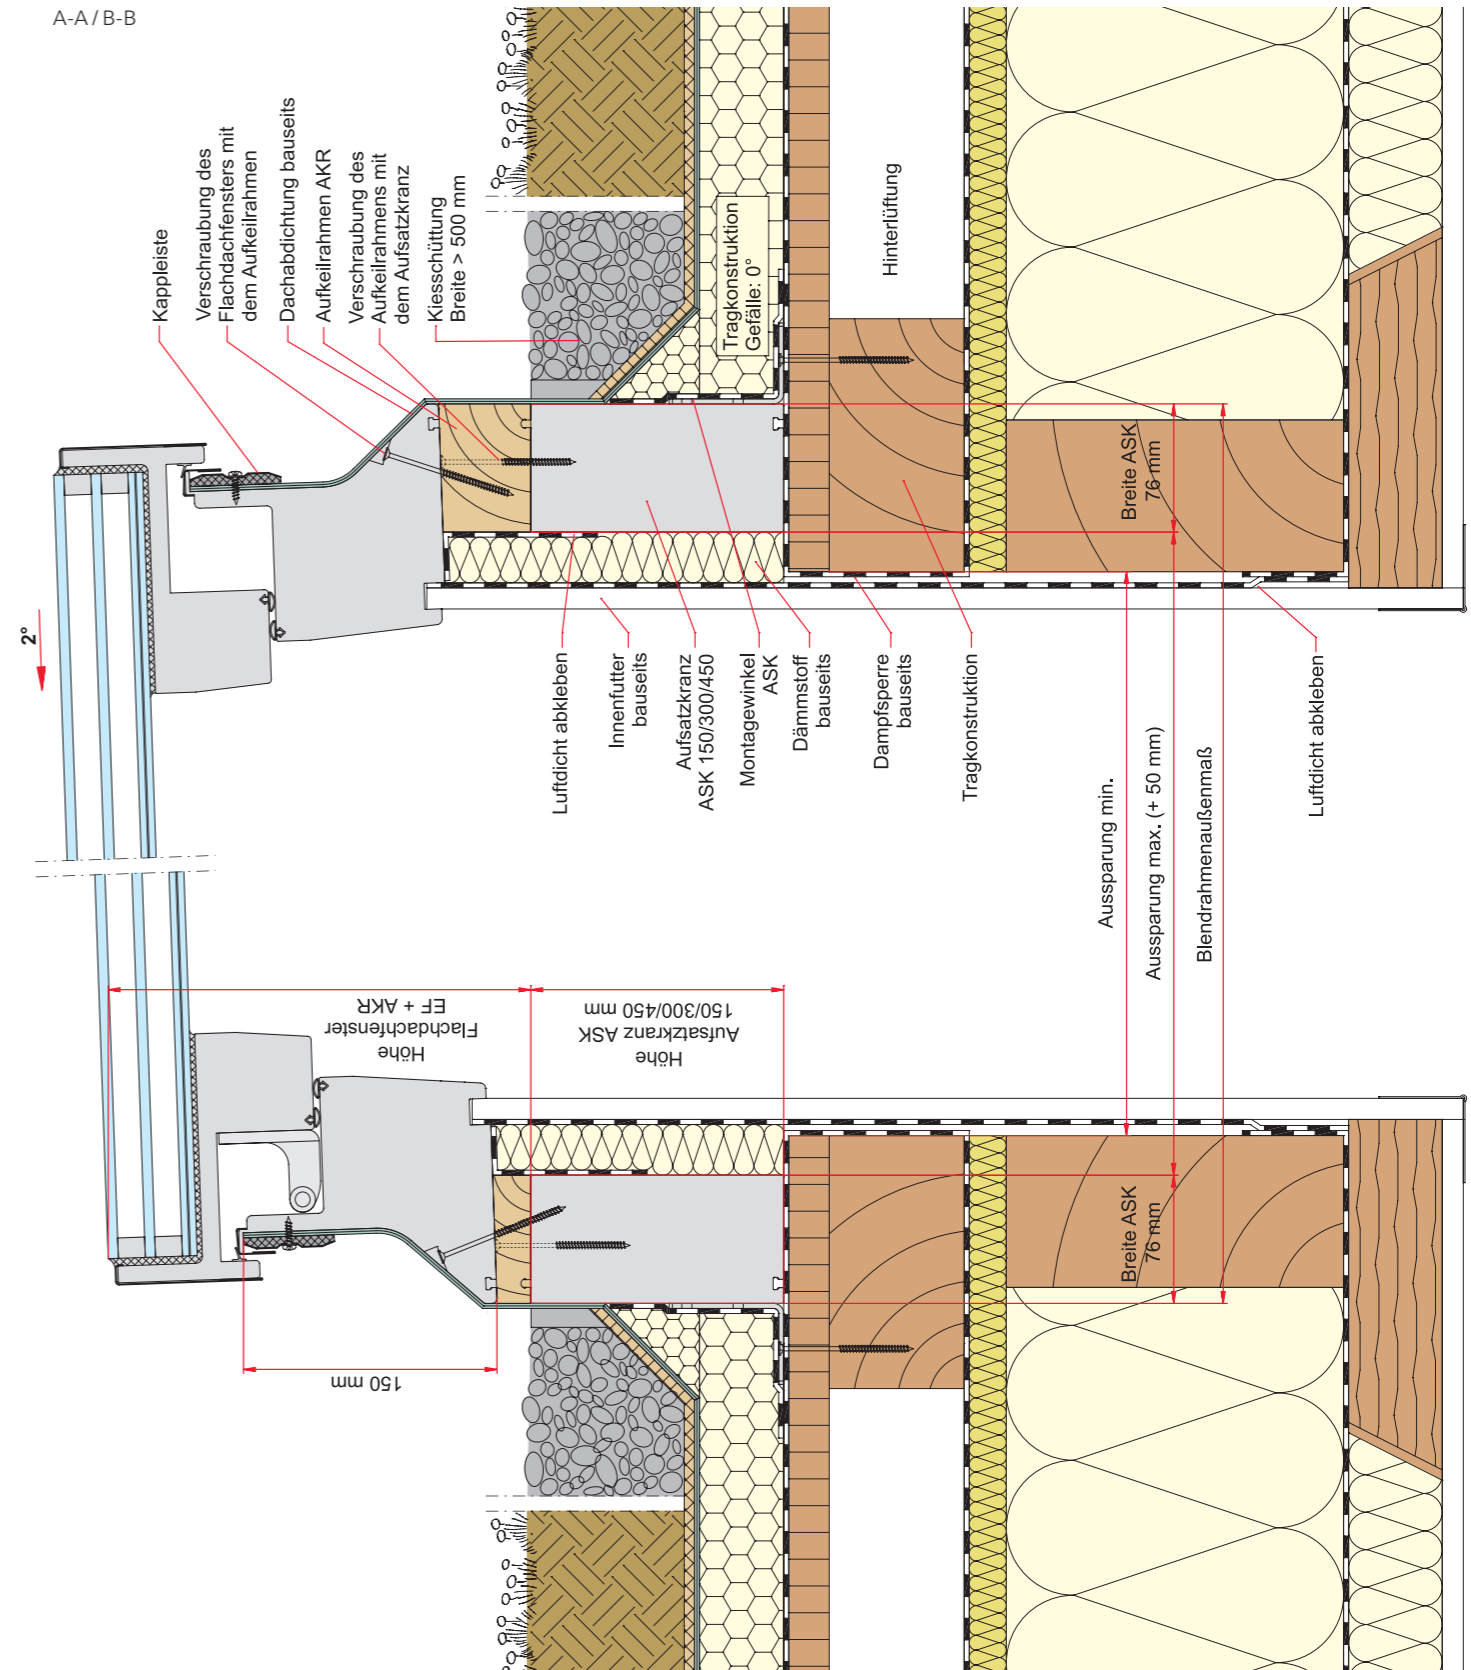 A-A / B-B
Kappleiste
Verschraubung des
Flachdachfensters mit
dem Aufkeilrahmen
Dachabdichtung bauseits
Aufkeilrahmen AKR
Verschraubung des
Aufkeilrahmens mit
dem Aufsatzkranz
Kiesschüttung
Breite > 500 mm
Tragkonstruktion
Gefälle: 0°
Hinterlüftung
2°
Breite ASK
76 mm
Luftdicht abkleben
Innenfutter
bauseits
Aufsatzkranz
ASK 150/300/450
Montagewinkel
ASK
Dämmstoff
bauseits
Dampfsperre
bauseits
Tragkonstruktion
Luftdicht abkleben
Aussparung min.
Aussparung max. (+ 50 mm)
Blendrahmenaußenmaß
Höhe
Flachdachfenster
EF + AKR
Höhe
Aufsatzkranz ASK
150/300/450 mm
Breite ASK
76 mm
150 mm